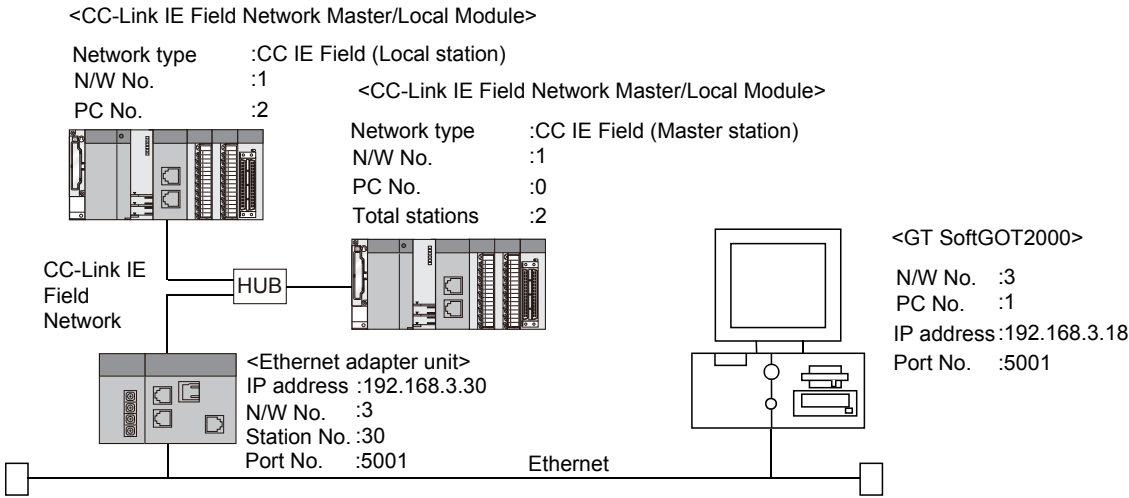 <CC-Link IE Field Network Master/Local Module>
Network type :CC IE Field (Local station)
N/W No. :1
PC No. :2
<CC-Link IE Field Network Master/Local Module>
Network type :CC IE Field (Master station)
N/W No. :1
PC No. :0
Total stations :2
CC-Link IE
Field
Network
HUB
<GT SoftGOT2000>
N/W No. :3
PC No. :1
IP address:192.168.3.18
Port No. :5001
<Ethernet adapter unit>
IP address :192.168.3.30
N/W No. :3
Station No. :30
Port No. :5001
Ethernet